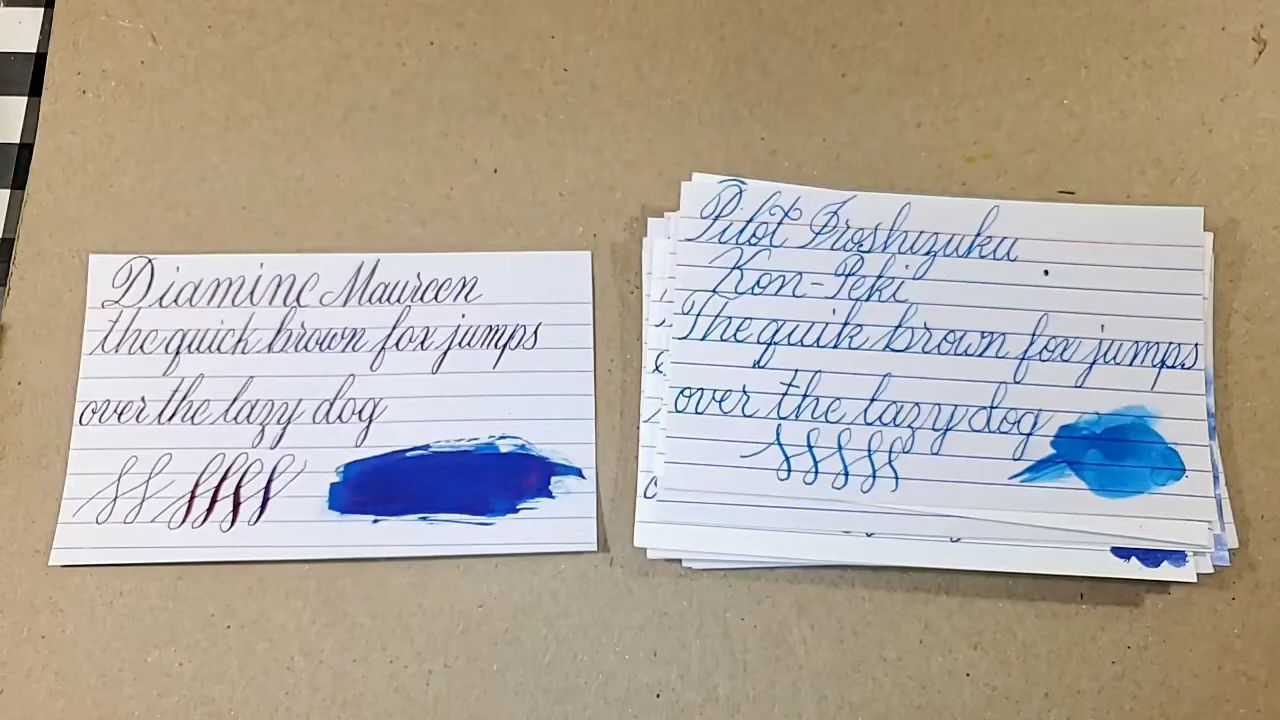 Diamine Maureen
the quick brown fox jumps
over the lazy dog
Pilot Iroshizuku
Kon-Peki
The quik brown fox jumps
over the lazy dog